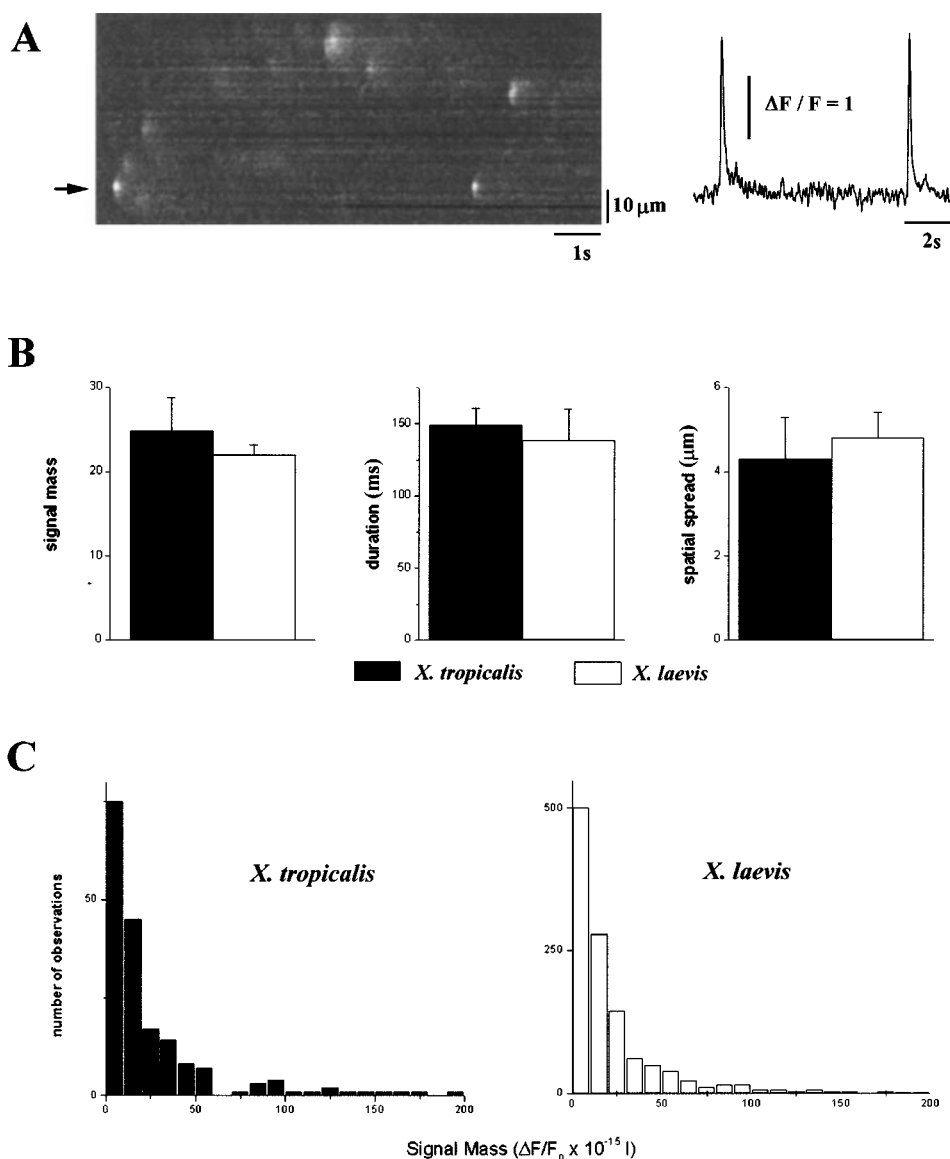 A
ΔF / F = 1
10 μm
1s
2s
B
signal mass
30
20
10
0
duration (ms)
150
100
50
0
spatial spread (μm)
6
4
2
0
X. tropicalis
X. laevis
C
number of observations
50
0
X. tropicalis
0
50
100
150
200
500
250
0
X. laevis
0
50
100
150
200
Signal Mass (ΔF/F₀ x 10⁻¹⁵ l)